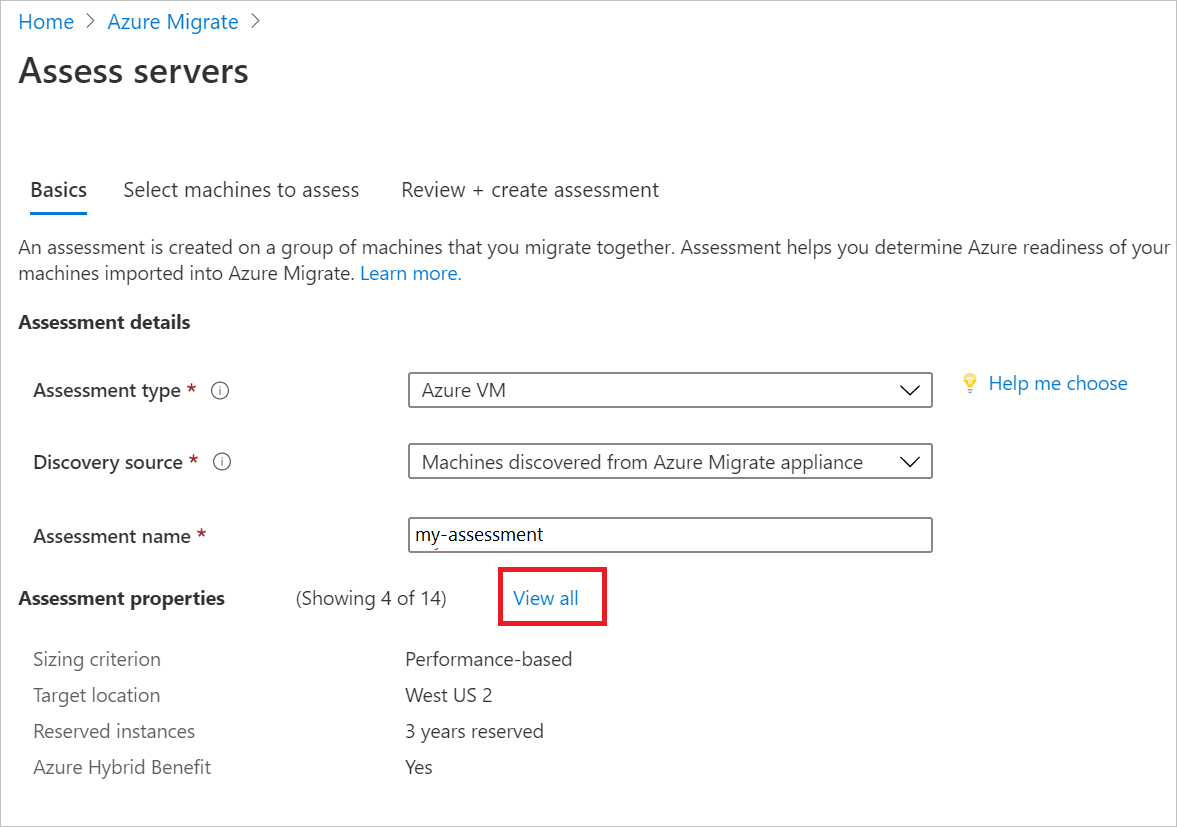 Home > Azure Migrate >
Assess servers
Basics Select machines to assess Review + create assessment
An assessment is created on a group of machines that you migrate together. Assessment helps you determine Azure readiness of your
machines imported into Azure Migrate. Learn more.
Assessment details
Assessment type * Azure VM Help me choose
Discovery source * Machines discovered from Azure Migrate appliance
Assessment name * my-assessment
Assessment properties (Showing 4 of 14) View all
Sizing criterion Performance-based
Target location West US 2
Reserved instances 3 years reserved
Azure Hybrid Benefit Yes